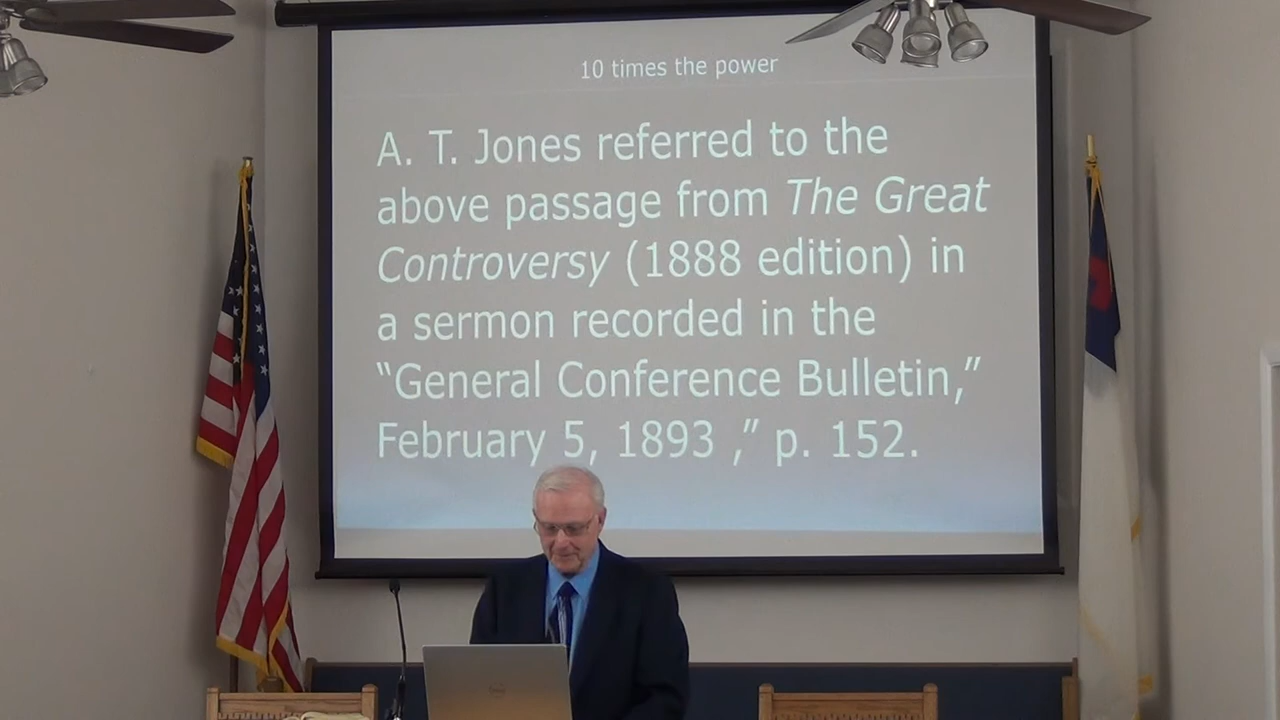 10 times the power
A. T. Jones referred to the
above passage from The Great
Controversy (1888 edition) in
a sermon recorded in the
“General Conference Bulletin,”
February 5, 1893 ,” p. 152.